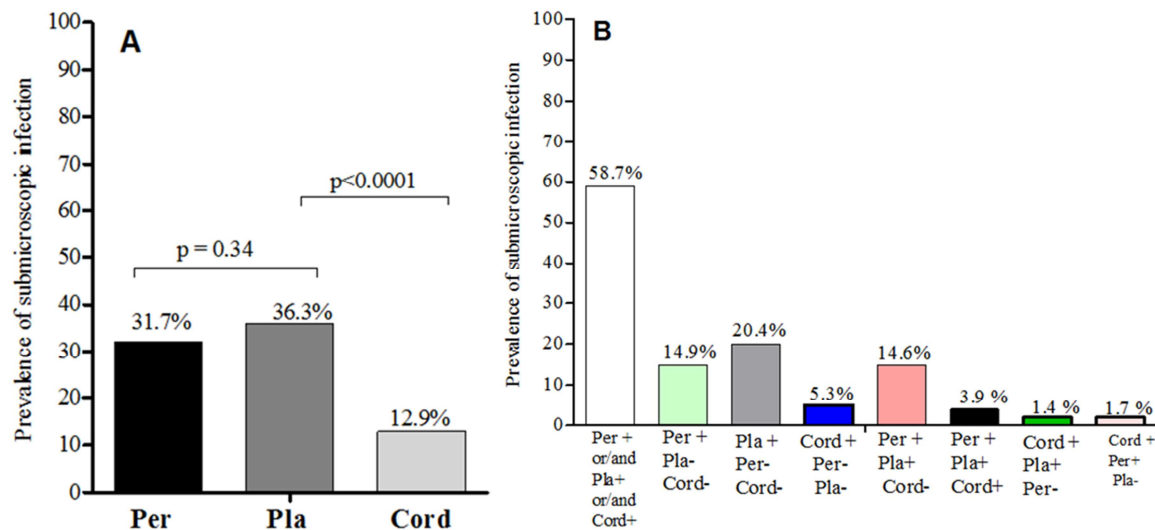 A
Prevalence of submicroscopic infection
100
90
80
70
60
50
40
30
20
10
0
p<0.0001
p = 0.34
31.7%
36.3%
12.9%
Per
Pla
Cord
B
Prevalence of submicroscopic infection
100
90
80
70
60
50
40
30
20
10
0
58.7%
14.9%
20.4%
5.3%
14.6%
3.9 %
1.4 %
1.7 %
Per +
or/and
Pla+
or/and
Cord+
Per +
Pla-
Cord-
Pla +
Per-
Cord-
Cord +
Per-
Pla-
Per +
Pla+
Cord-
Per +
Pla+
Cord+
Cord +
Pla+
Per-
Cord +
Per+
Pla-